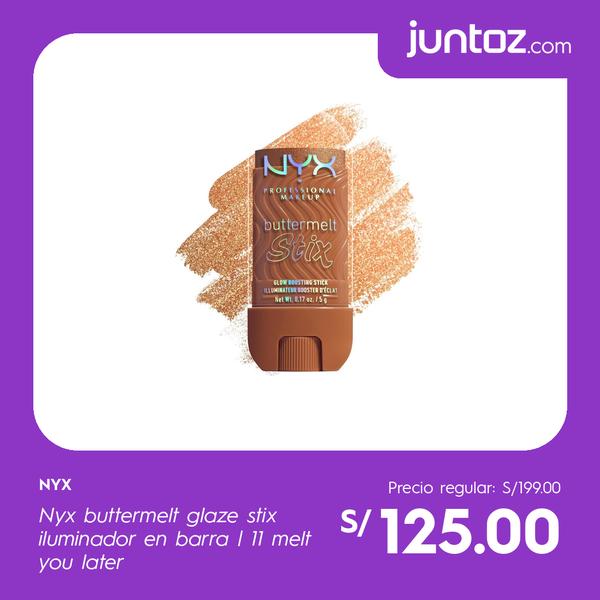 juntoz.com
NYX
PROFESSIONAL
MAKEUP
buttermelt
Stix
GLOW BOOSTING STICK
ILLUMINATEUR BOOSTER D'ÉCLAT
Net Wt. 0.17 oz. / 5 g
NYX
Precio regular: S/199.00
Nyx buttermelt glaze stix
iluminador en barra | 11 melt
you later
S/125.00